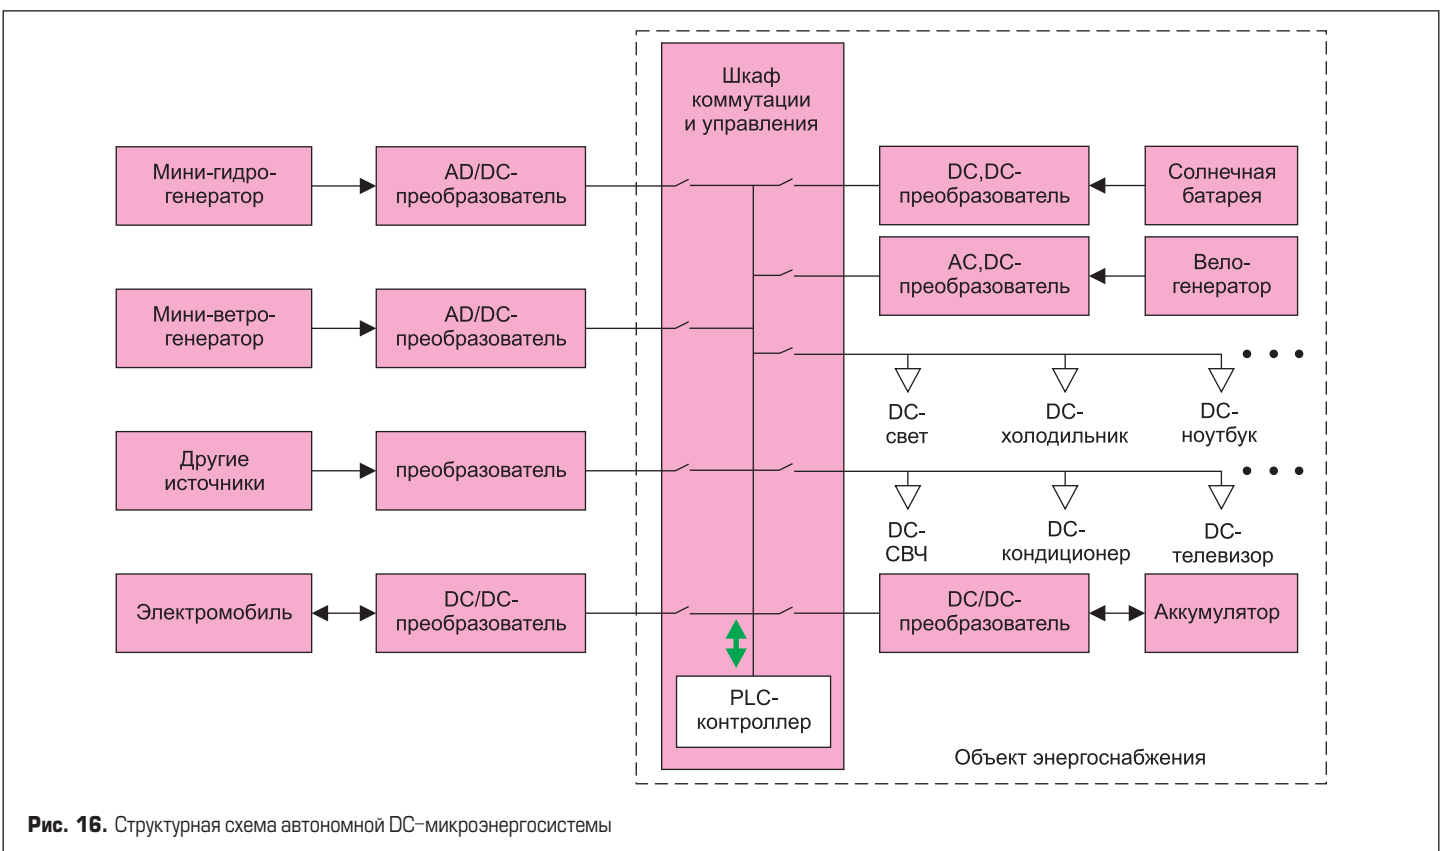 Шкаф
коммутации
и управления
Мини-гидро-
генератор
AD/DC-
преобразователь
DC,DC-
преобразователь
Солнечная
батарея
AC,DC-
преобразователь
Вело-
генератор
Мини-ветро-
генератор
AD/DC-
преобразователь
DC-
свет
DC-
холодильник
DC-
ноутбук
Другие
источники
преобразователь
DC-
СВЧ
DC-
кондиционер
DC-
телевизор
Электромобиль
DC/DC-
преобразователь
DC/DC-
преобразователь
Аккумулятор
PLC-
контроллер
Объект энергоснабжения
Рис. 16. Структурная схема автономной DC–микроэнергосистемы